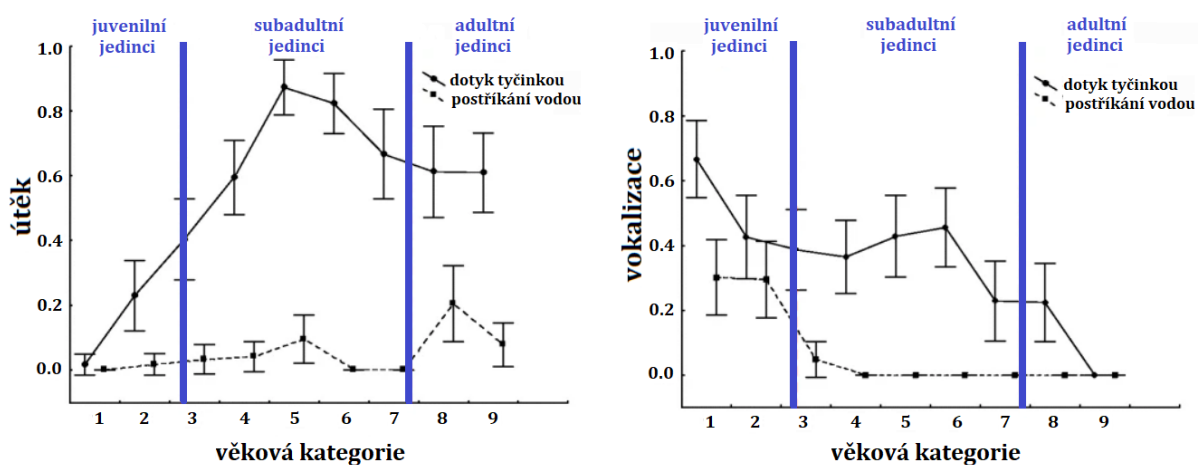 juvenilní
jedinci
subadultní
jedinci
adultní
jedinci
1.0
0.8
0.6
0.4
0.2
0.0
útěk
dotyk tyčinkou
postříkání vodou
1 2 3 4 5 6 7 8 9
věková kategorie
juvenilní
jedinci
subadultní
jedinci
adultní
jedinci
1.0
0.8
0.6
0.4
0.2
0.0
vokalizace
dotyk tyčinkou
postříkání vodou
1 2 3 4 5 6 7 8 9
věková kategorie